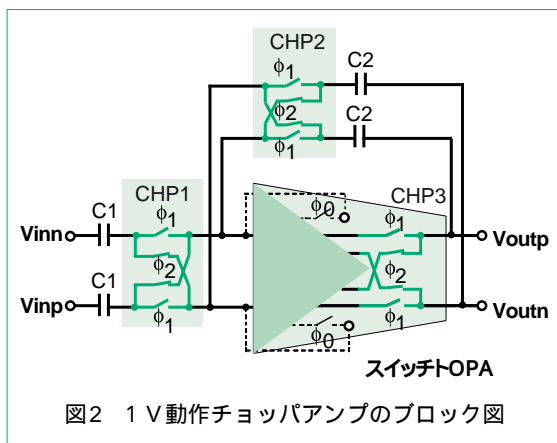 CHP2
C2
ϕ1
C2
ϕ2
ϕ1
CHP1
CHP3
C1
ϕ1
ϕ0
ϕ1
Vinn
Voutp
ϕ2
ϕ2
C1
Vinp
Voutn
ϕ1
ϕ0
ϕ1
スイッチトOPA
図2 1V動作チョッパアンプのブロック図